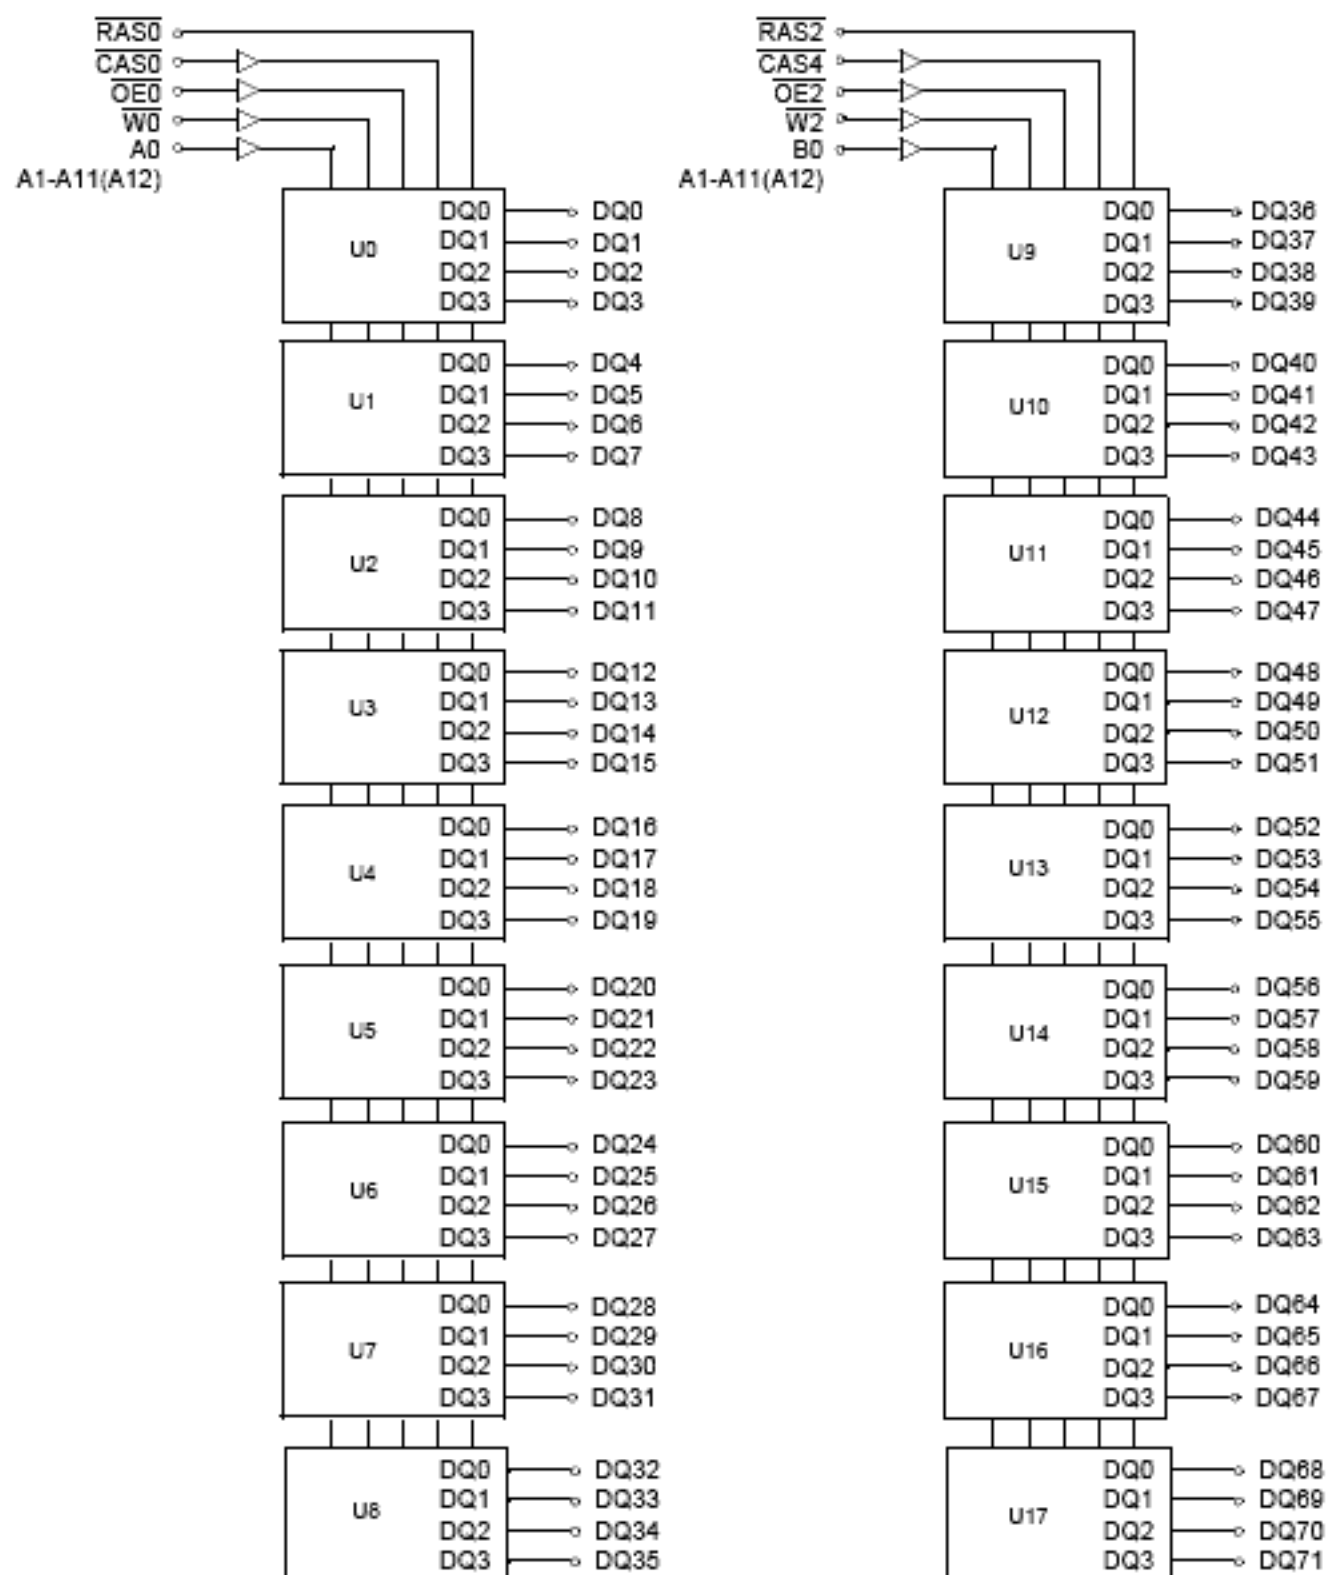 RAS0
CAS0
OE0
W0
A0
A1-A11(A12)
U0
DQ0 DQ0
DQ1 DQ1
DQ2 DQ2
DQ3 DQ3
U1
DQ0 DQ4
DQ1 DQ5
DQ2 DQ6
DQ3 DQ7
U2
DQ0 DQ8
DQ1 DQ9
DQ2 DQ10
DQ3 DQ11
U3
DQ0 DQ12
DQ1 DQ13
DQ2 DQ14
DQ3 DQ15
U4
DQ0 DQ16
DQ1 DQ17
DQ2 DQ18
DQ3 DQ19
U5
DQ0 DQ20
DQ1 DQ21
DQ2 DQ22
DQ3 DQ23
U6
DQ0 DQ24
DQ1 DQ25
DQ2 DQ26
DQ3 DQ27
U7
DQ0 DQ28
DQ1 DQ29
DQ2 DQ30
DQ3 DQ31
U8
DQ0 DQ32
DQ1 DQ33
DQ2 DQ34
DQ3 DQ35
RAS2
CAS4
OE2
W2
B0
A1-A11(A12)
U9
DQ0 DQ36
DQ1 DQ37
DQ2 DQ38
DQ3 DQ39
U10
DQ0 DQ40
DQ1 DQ41
DQ2 DQ42
DQ3 DQ43
U11
DQ0 DQ44
DQ1 DQ45
DQ2 DQ46
DQ3 DQ47
U12
DQ0 DQ48
DQ1 DQ49
DQ2 DQ50
DQ3 DQ51
U13
DQ0 DQ52
DQ1 DQ53
DQ2 DQ54
DQ3 DQ55
U14
DQ0 DQ56
DQ1 DQ57
DQ2 DQ58
DQ3 DQ59
U15
DQ0 DQ60
DQ1 DQ61
DQ2 DQ62
DQ3 DQ63
U16
DQ0 DQ64
DQ1 DQ65
DQ2 DQ66
DQ3 DQ67
U17
DQ0 DQ68
DQ1 DQ69
DQ2 DQ70
DQ3 DQ71